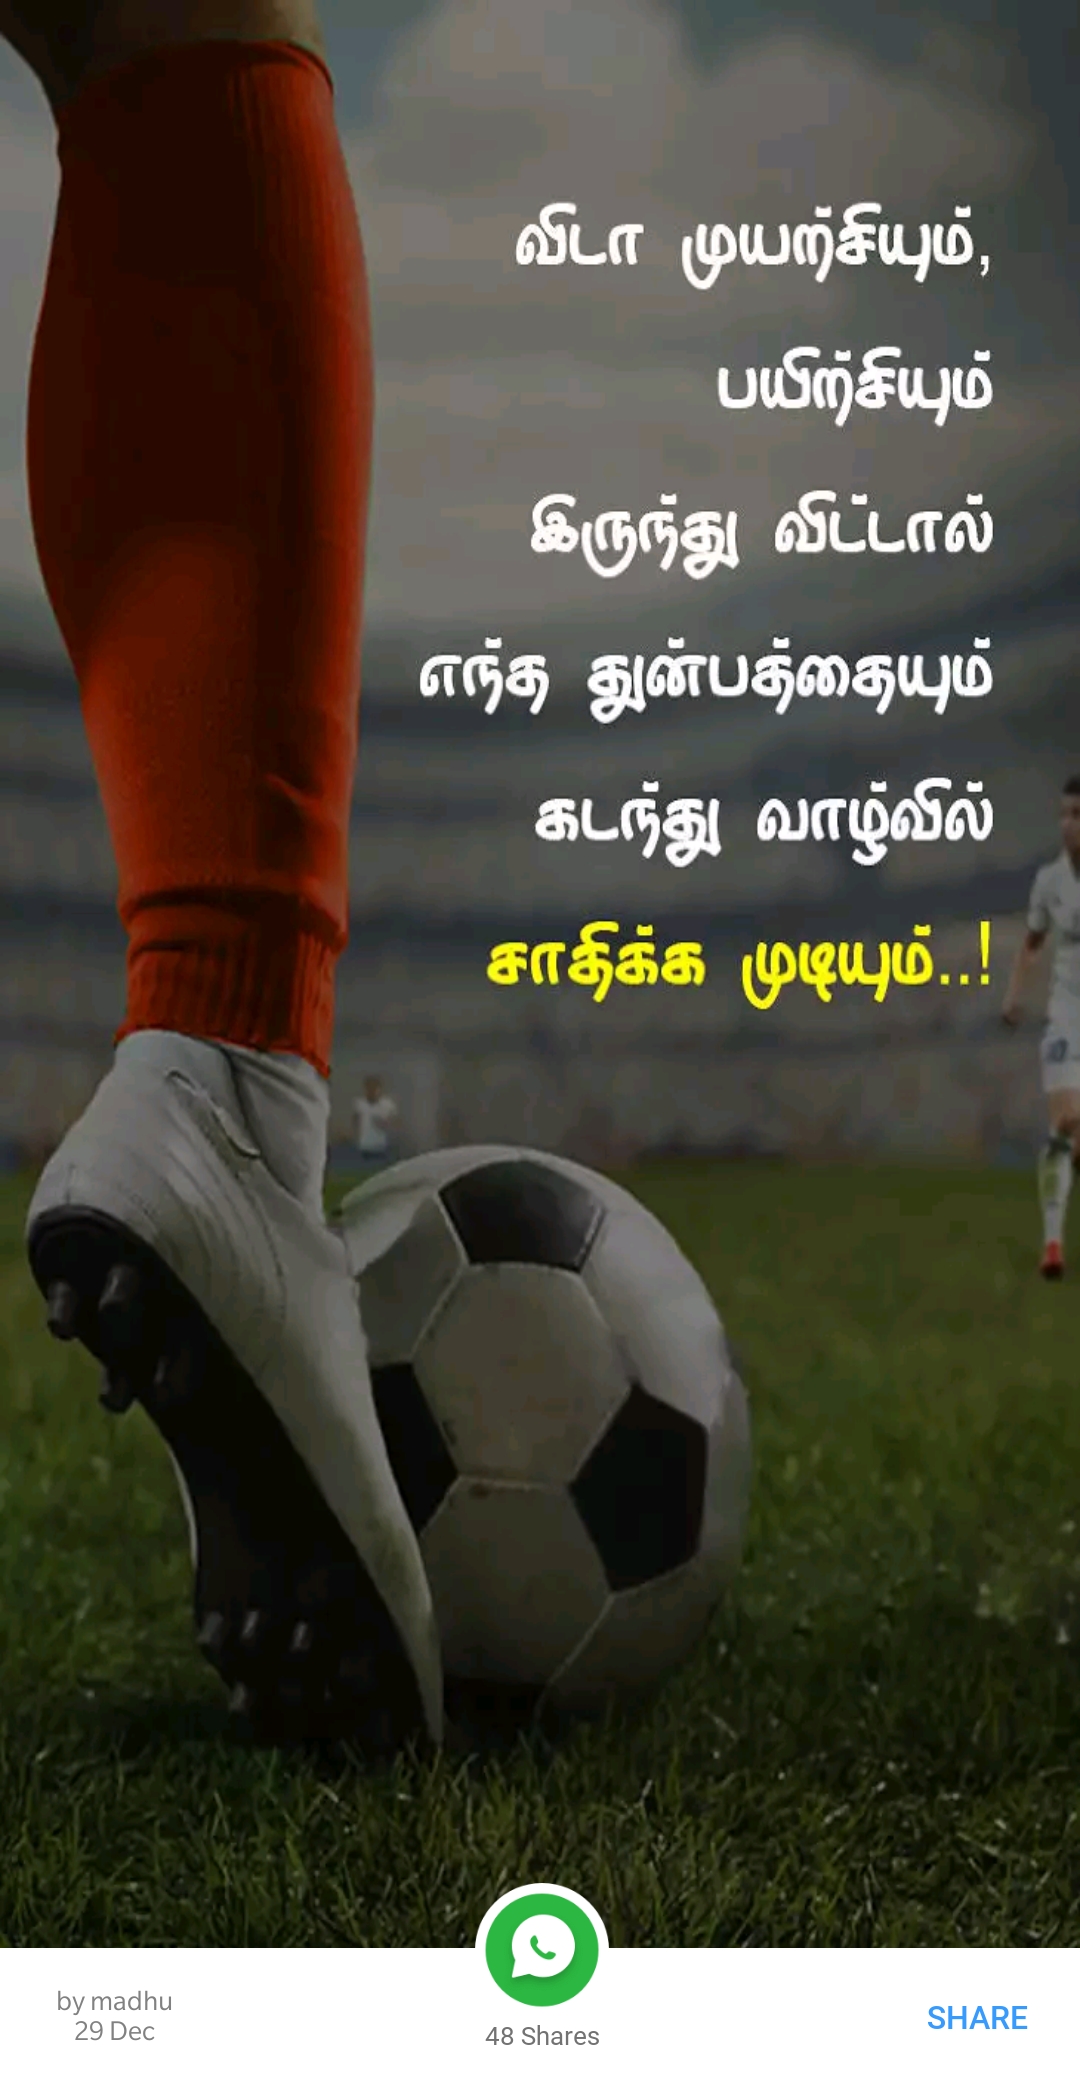 விடா முயற்சியும்,
பயிற்சியும்
இருந்து விட்டால்
எந்த துன்பத்தையும்
கடந்து வாழ்வில்
சாதிக்க முடியும்..!
by madhu
29 Dec
48 Shares
SHARE